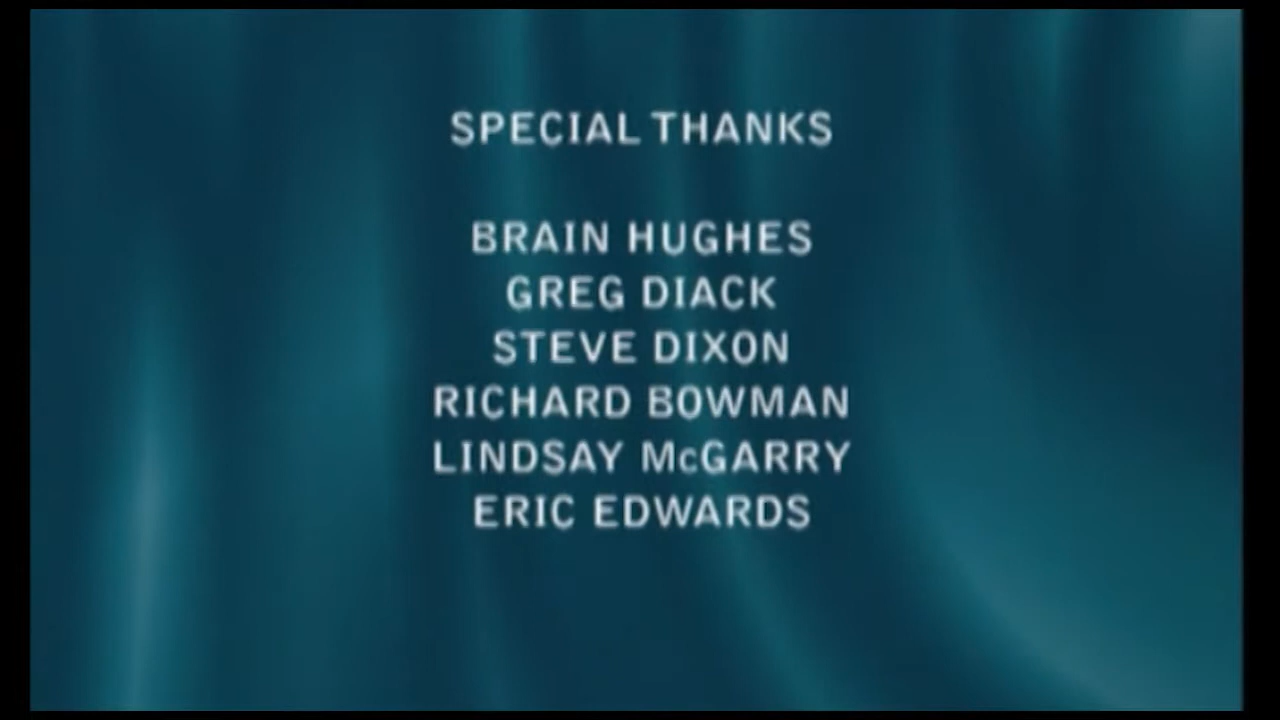 SPECIAL THANKS
BRAIN HUGHES
GREG DIACK
STEVE DIXON
RICHARD BOWMAN
LINDSAY McGARRY
ERIC EDWARDS